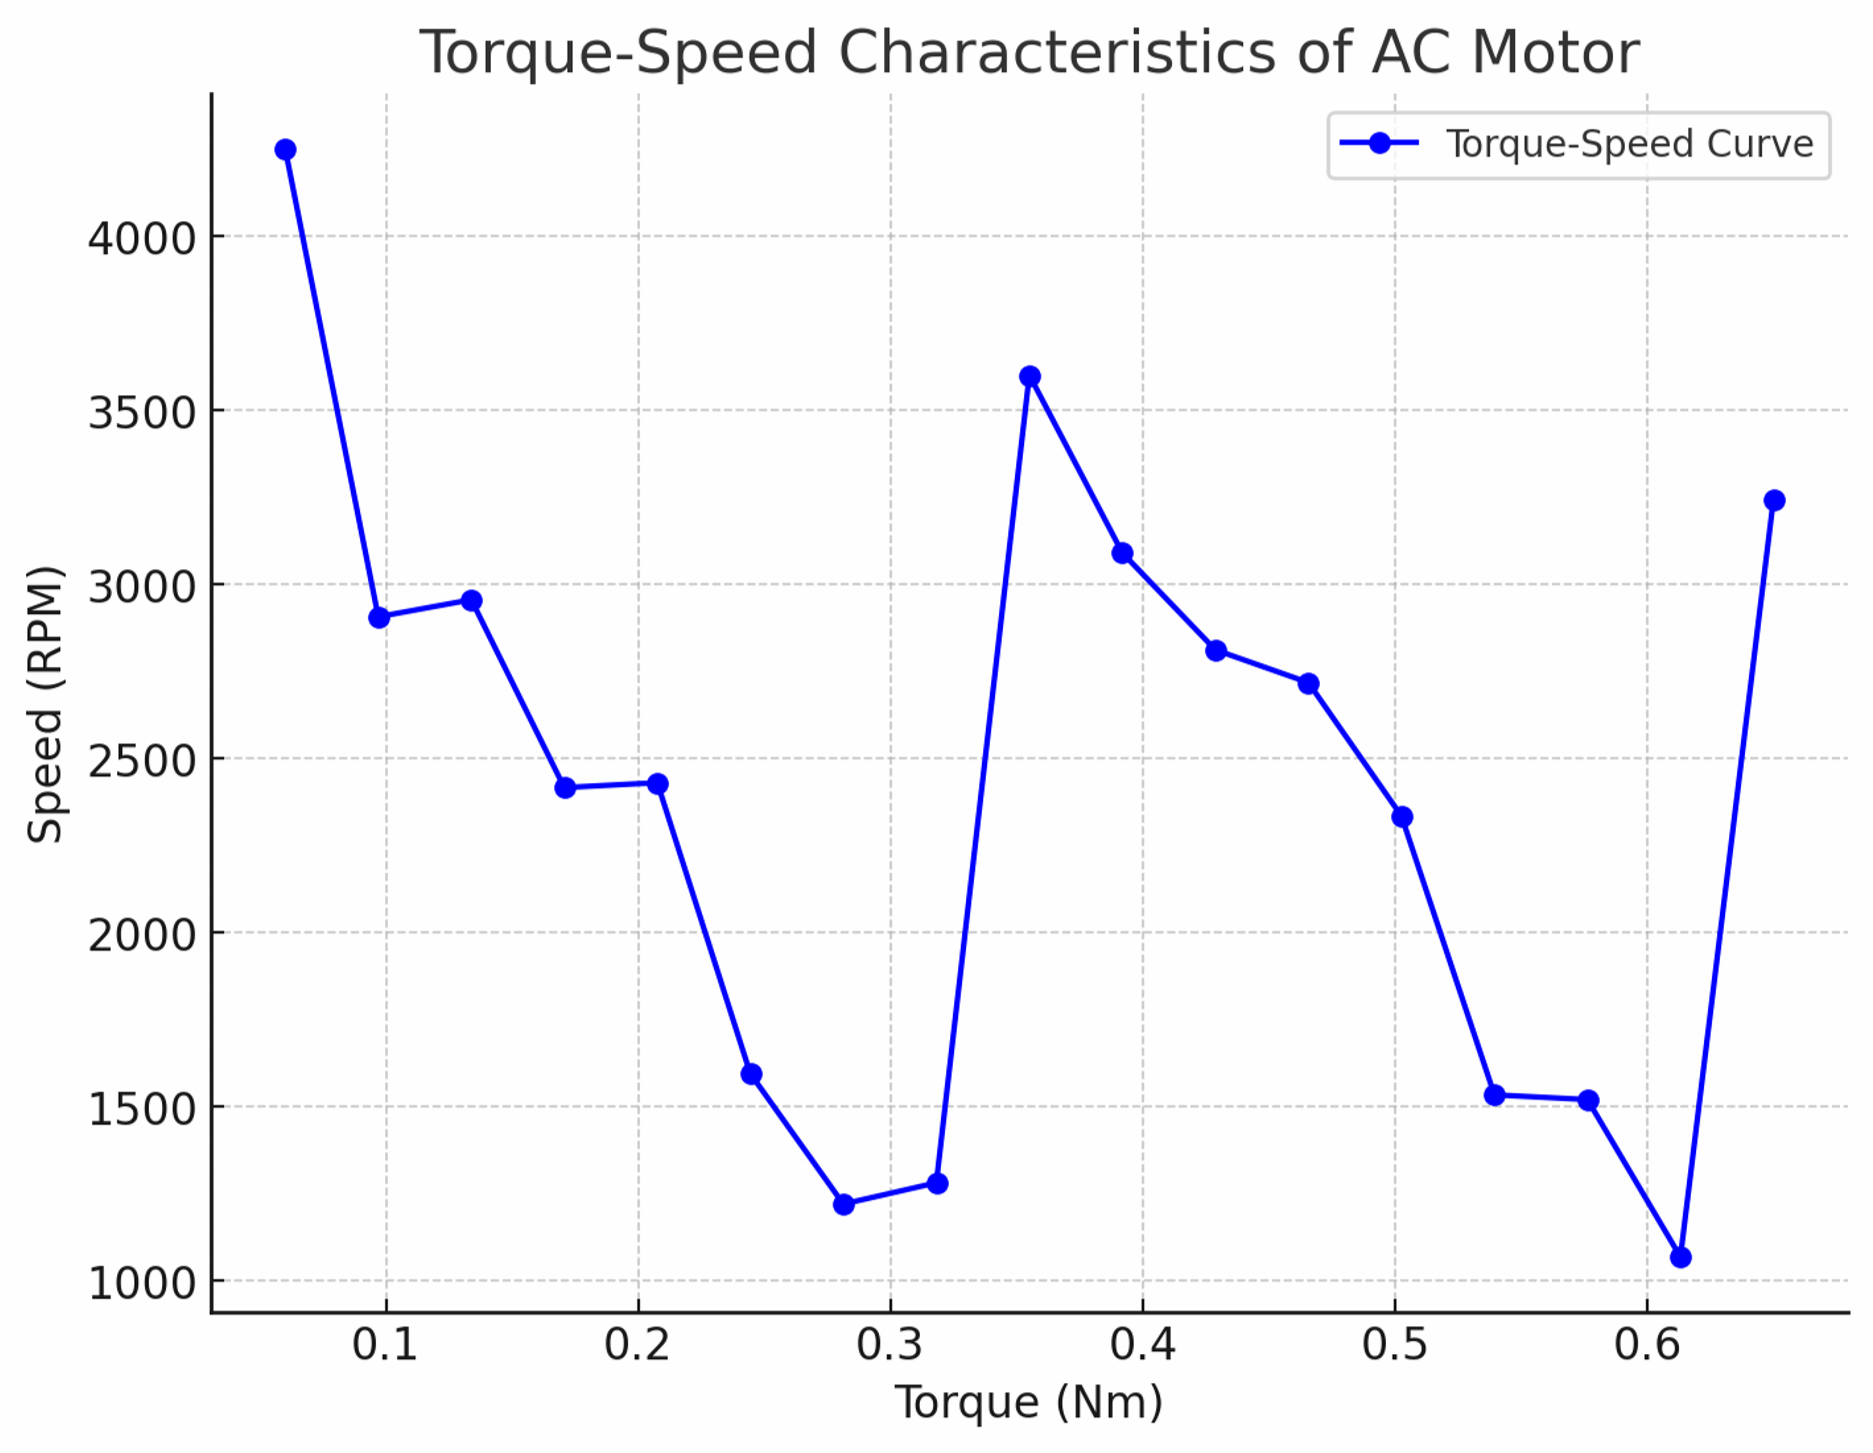 Torque-Speed Characteristics of AC Motor
Torque-Speed Curve
4000
3500
3000
2500
2000
1500
1000
Speed (RPM)
0.1 0.2 0.3 0.4 0.5 0.6
Torque (Nm)